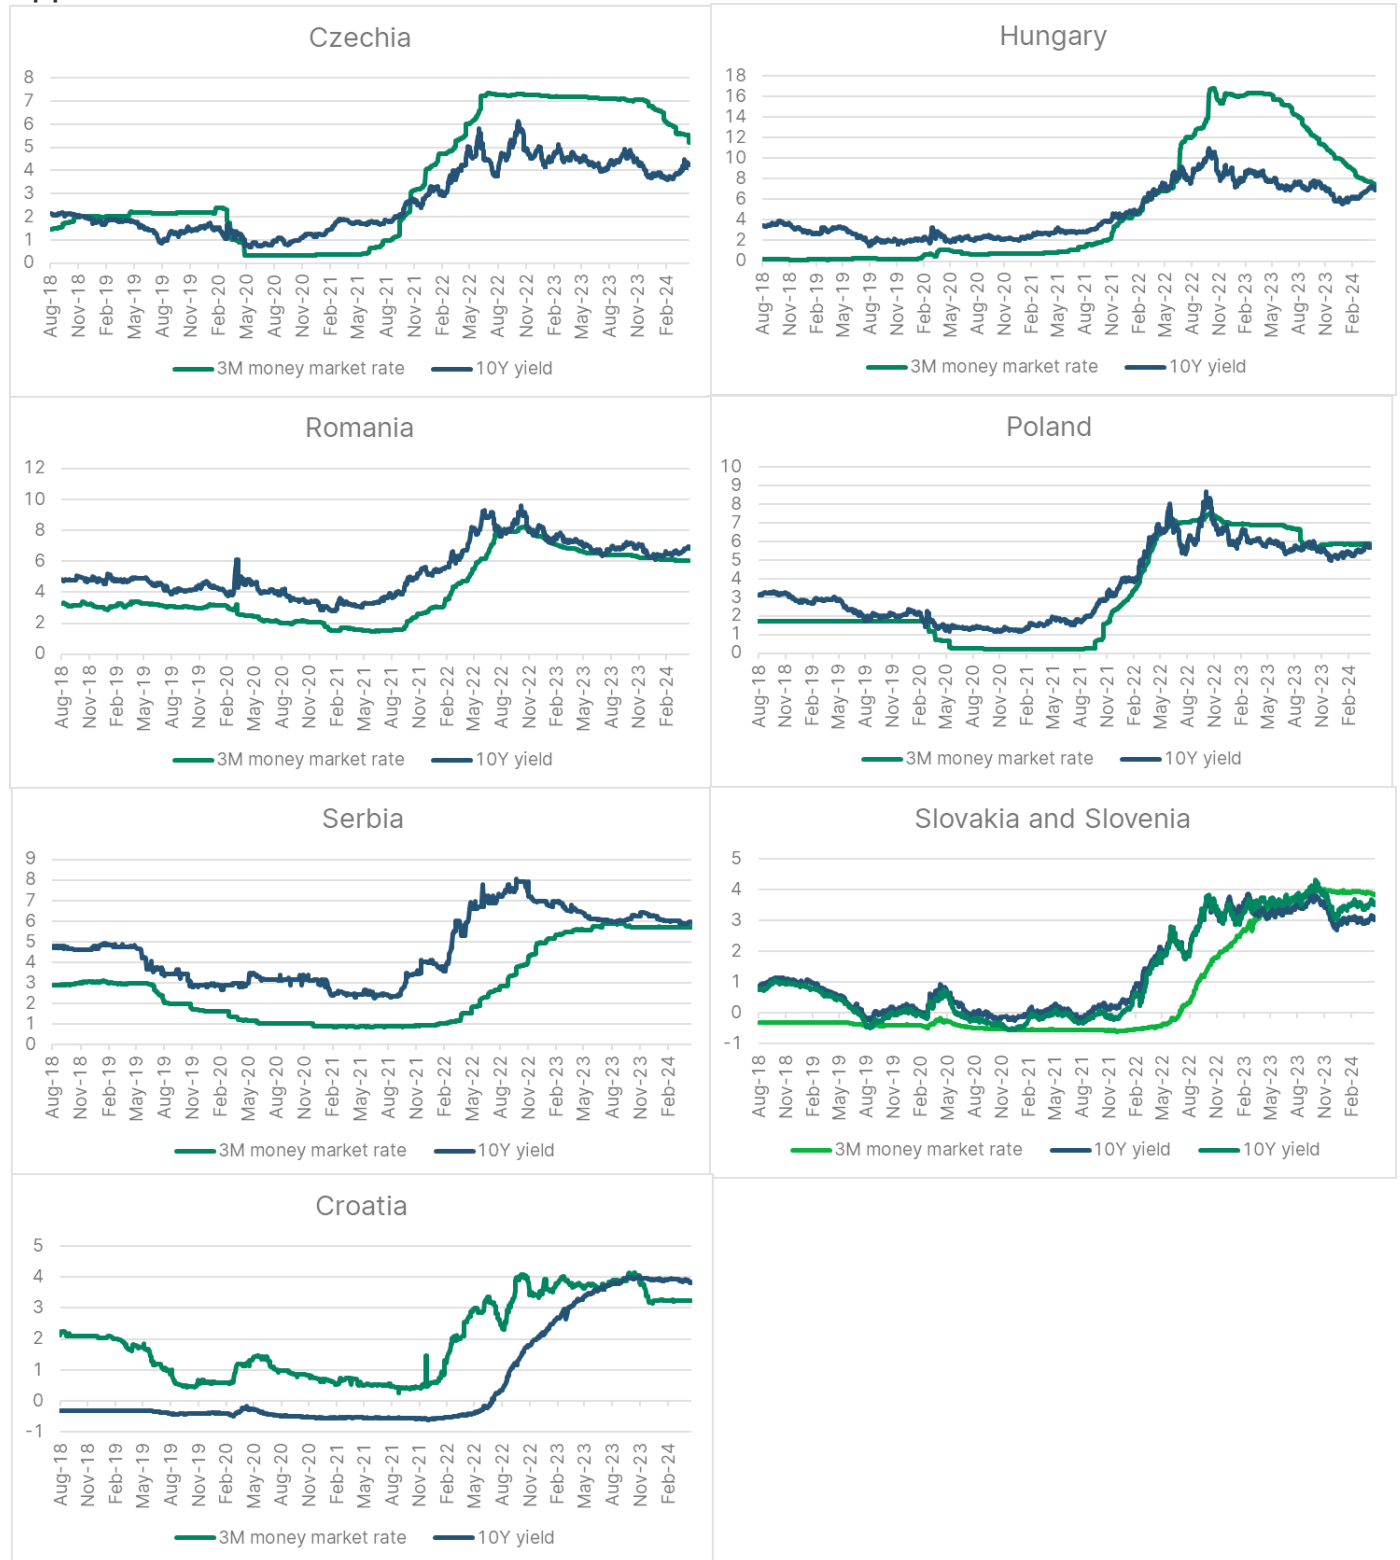 Czechia
8
7
6
5
4
3
2
1
0
Aug-18 Nov-18 Feb-19 May-19 Aug-19 Nov-19 Feb-20 May-20 Aug-20 Nov-20 Feb-21 May-21 Aug-21 Nov-21 Feb-22 May-22 Aug-22 Nov-22 Feb-23 May-23 Aug-23 Nov-23 Feb-24
3M money market rate 10Y yield
Hungary
18
16
14
12
10
8
6
4
2
0
Aug-18 Nov-18 Feb-19 May-19 Aug-19 Nov-19 Feb-20 May-20 Aug-20 Nov-20 Feb-21 May-21 Aug-21 Nov-21 Feb-22 May-22 Aug-22 Nov-22 Feb-23 May-23 Aug-23 Nov-23 Feb-24
3M money market rate 10Y yield
Romania
12
10
8
6
4
2
0
Aug-18 Nov-18 Feb-19 May-19 Aug-19 Nov-19 Feb-20 May-20 Aug-20 Nov-20 Feb-21 May-21 Aug-21 Nov-21 Feb-22 May-22 Aug-22 Nov-22 Feb-23 May-23 Aug-23 Nov-23 Feb-24
3M money market rate 10Y yield
Poland
10
9
8
7
6
5
4
3
2
1
0
Aug-18 Nov-18 Feb-19 May-19 Aug-19 Nov-19 Feb-20 May-20 Aug-20 Nov-20 Feb-21 May-21 Aug-21 Nov-21 Feb-22 May-22 Aug-22 Nov-22 Feb-23 May-23 Aug-23 Nov-23 Feb-24
3M money market rate 10Y yield
Serbia
9
8
7
6
5
4
3
2
1
0
Aug-18 Nov-18 Feb-19 May-19 Aug-19 Nov-19 Feb-20 May-20 Aug-20 Nov-20 Feb-21 May-21 Aug-21 Nov-21 Feb-22 May-22 Aug-22 Nov-22 Feb-23 May-23 Aug-23 Nov-23 Feb-24
3M money market rate 10Y yield
Slovakia and Slovenia
5
4
3
2
1
0
-1
Aug-18 Nov-18 Feb-19 May-19 Aug-19 Nov-19 Feb-20 May-20 Aug-20 Nov-20 Feb-21 May-21 Aug-21 Nov-21 Feb-22 May-22 Aug-22 Nov-22 Feb-23 May-23 Aug-23 Nov-23 Feb-24
3M money market rate 10Y yield 10Y yield
Croatia
5
4
3
2
1
0
-1
Aug-18 Nov-18 Feb-19 May-19 Aug-19 Nov-19 Feb-20 May-20 Aug-20 Nov-20 Feb-21 May-21 Aug-21 Nov-21 Feb-22 May-22 Aug-22 Nov-22 Feb-23 May-23 Aug-23 Nov-23 Feb-24
3M money market rate 10Y yield